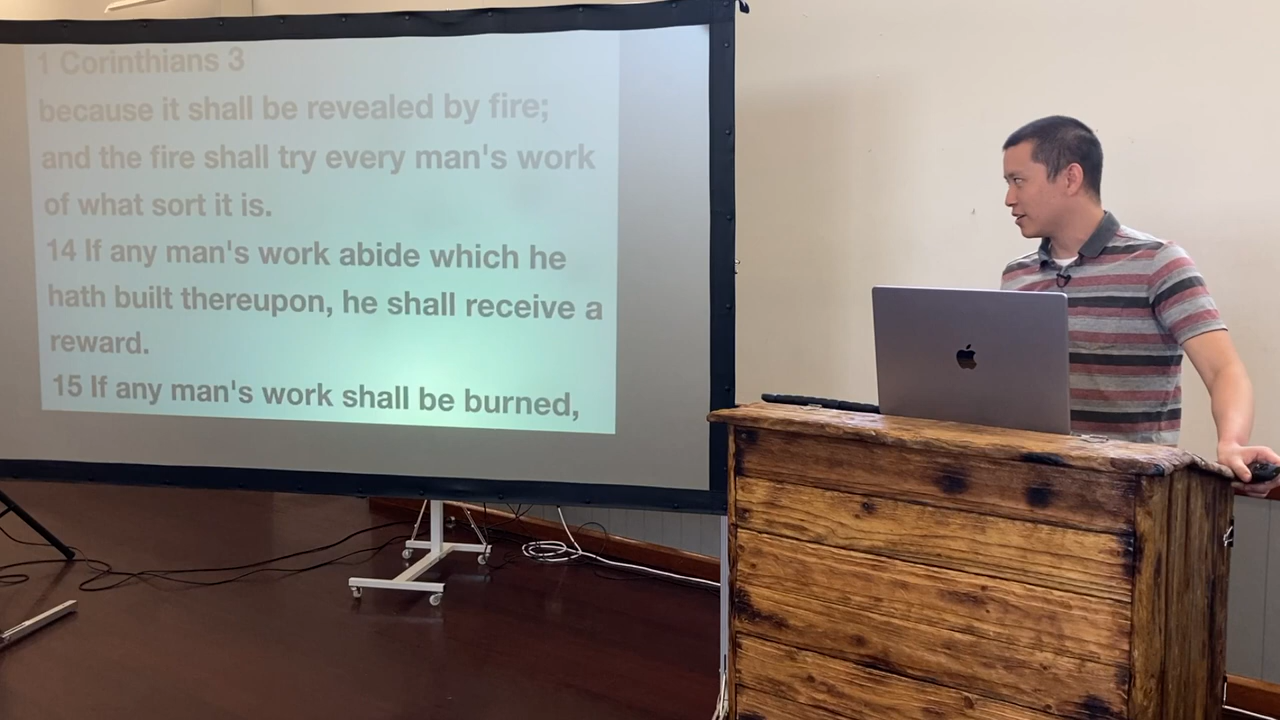 1 Corinthians 3
because it shall be revealed by fire;
and the fire shall try every man's work
of what sort it is.
14 If any man's work abide which he
hath built thereupon, he shall receive a
reward.
15 If any man's work shall be burned,